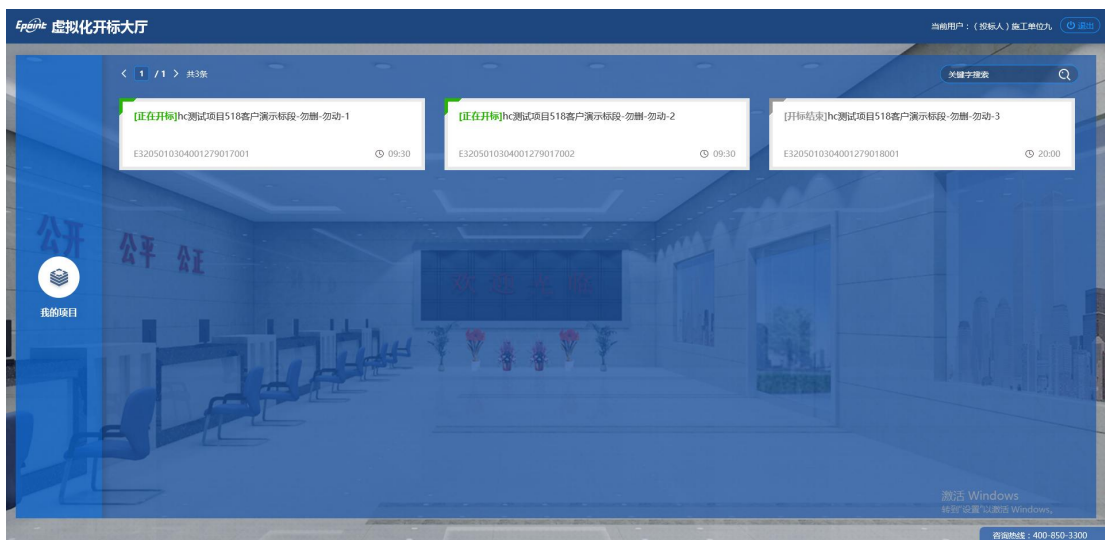 Epoint 虚拟化开标大厅
当前用户：(投标人) 施工单位九
退出
1 / 1 共3条
关键字搜索
[正在开标]hc测试项目518客户演示标段-勿删-勿动-1
E3205010304001279017001 09:30
[正在开标]hc测试项目518客户演示标段-勿删-勿动-2
E3205010304001279017002 09:30
[开标结束]hc测试项目518客户演示标段-勿删-勿动-3
E3205010304001279018001 20:00
公开 公平 公正
我的项目
激活 Windows
转到"设置"以激活 Windows。
咨询热线：400-850-3300